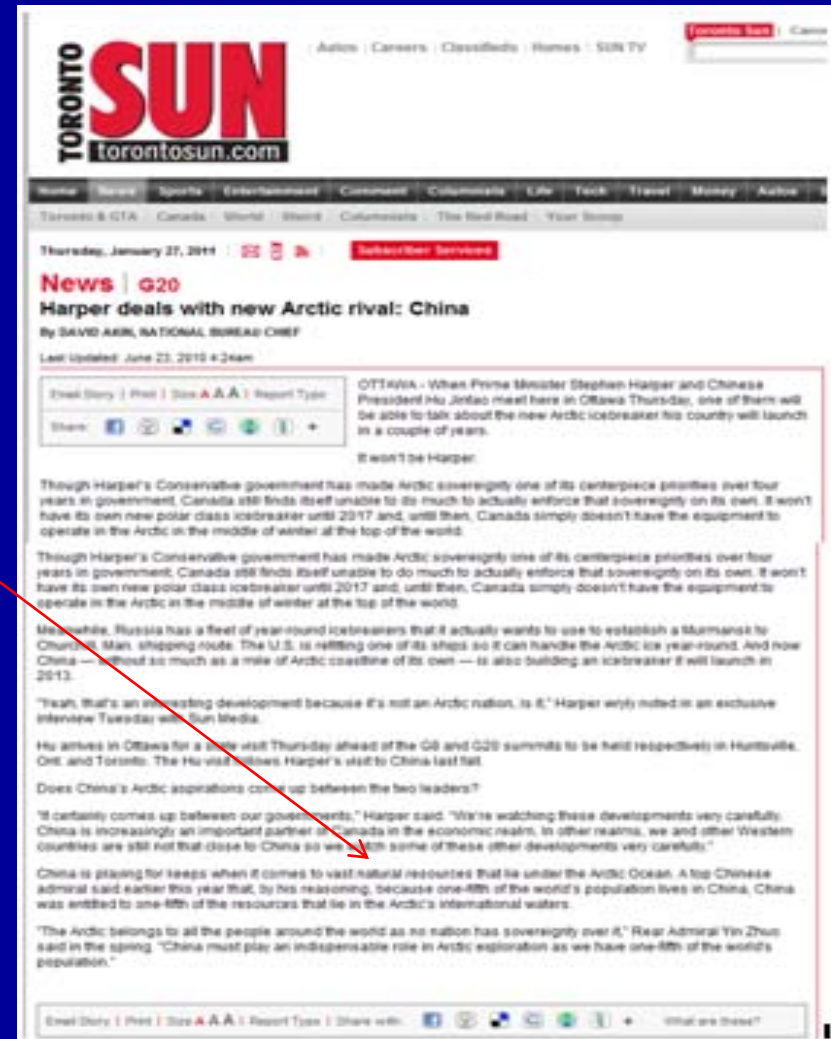 TORONTO
SUN
torontosun.com
Autos | Careers | Classifieds | Homes | SUN TV
Toronto Sun
Home News Sports Entertainment Comment Columnists Life Tech Travel Money Autos
Toronto & GTA Canada World Weird Columnists The Red Road Your Scoop
Thursday, January 27, 2011
Subscriber Services
News | G20
Harper deals with new Arctic rival: China
By DAVID AKIN, NATIONAL BUREAU CHIEF
Last Updated: June 23, 2010 4:24am
Email Story | Print | Size A A A | Report Typo
Share:
OTTAWA - When Prime Minister Stephen Harper and Chinese
President Hu Jintao meet here in Ottawa Thursday, one of them will
be able to talk about the new Arctic icebreaker his country will launch
in a couple of years.
It won't be Harper.
Though Harper's Conservative government has made Arctic sovereignty one of its centerpiece priorities over four
years in government, Canada still finds itself unable to do much to actually enforce that sovereignty on its own. It won't
have its own new polar class icebreaker until 2017 and, until then, Canada simply doesn't have the equipment to
operate in the Arctic in the middle of winter at the top of the world.
Though Harper's Conservative government has made Arctic sovereignty one of its centerpiece priorities over four
years in government, Canada still finds itself unable to do much to actually enforce that sovereignty on its own. It won't
have its own new polar class icebreaker until 2017 and, until then, Canada simply doesn't have the equipment to
operate in the Arctic in the middle of winter at the top of the world.
Meanwhile, Russia has a fleet of year-round icebreakers that it actually wants to use to establish a Murmansk to
Churchill, Man. shipping route. The U.S. is refitting one of its ships so it can handle the Arctic ice year-round. And now
China — without so much as a mile of Arctic coastline of its own — is also building an icebreaker it will launch in
2013.
"Yeah, that's an interesting development because it's not an Arctic nation, is it," Harper wryly noted in an exclusive
interview Tuesday with Sun Media.
Hu arrives in Ottawa for a state visit Thursday ahead of the G8 and G20 summits to be held respectively in Huntsville,
Ont. and Toronto. The Hu visit follows Harper's visit to China last fall.
Does China's Arctic aspirations come up between the two leaders?
"It certainly comes up between our governments," Harper said. "We're watching these developments very carefully.
China is increasingly an important partner of Canada in the economic realm. In other realms, we and other Western
countries are still not that close to China so we watch some of these other developments very carefully."
China is playing for keeps when it comes to vast natural resources that lie under the Arctic Ocean. A top Chinese
admiral said earlier this year that, by his reasoning, because one-fifth of the world's population lives in China, China
was entitled to one-fifth of the resources that lie in the Arctic's international waters.
"The Arctic belongs to all the people around the world as no nation has sovereignty over it," Rear Admiral Yin Zhuo
said in the spring. "China must play an indispensable role in Arctic exploration as we have one-fifth of the world's
population."
Email Story | Print | Size A A A | Report Typo | Share with: What are these?